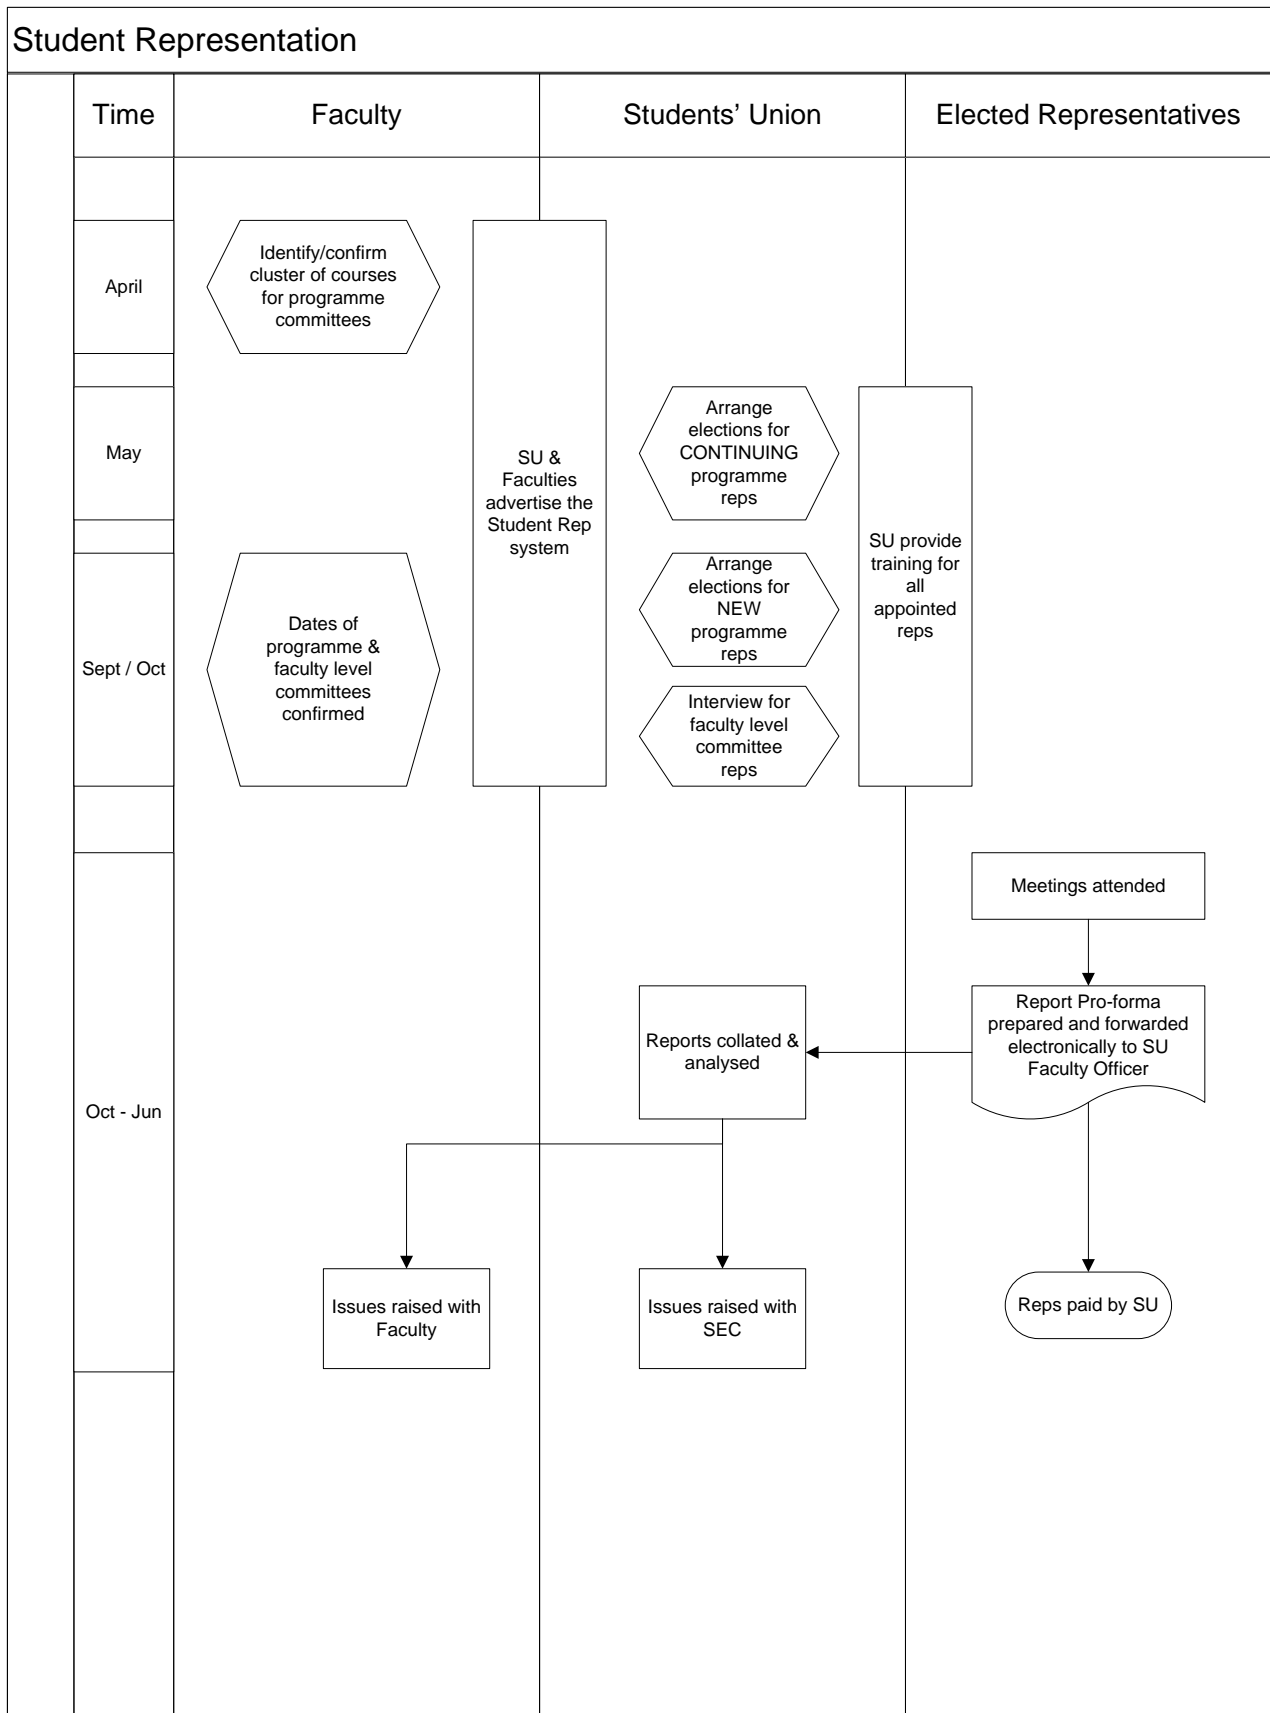 Student Representation
Time
Faculty
Students' Union
Elected Representatives
April
Identify/confirm
cluster of courses
for programme
committees
SU &
Faculties
advertise the
Student Rep
system
May
Arrange
elections for
CONTINUING
programme
reps
SU provide
training for
all
appointed
reps
Sept / Oct
Dates of
programme &
faculty level
committees
confirmed
Arrange
elections for
NEW
programme
reps
Interview for
faculty level
committee
reps
Oct - Jun
Meetings attended
Report Pro-forma
prepared and forwarded
electronically to SU
Faculty Officer
Reports collated &
analysed
Issues raised with
Faculty
Issues raised with
SEC
Reps paid by SU